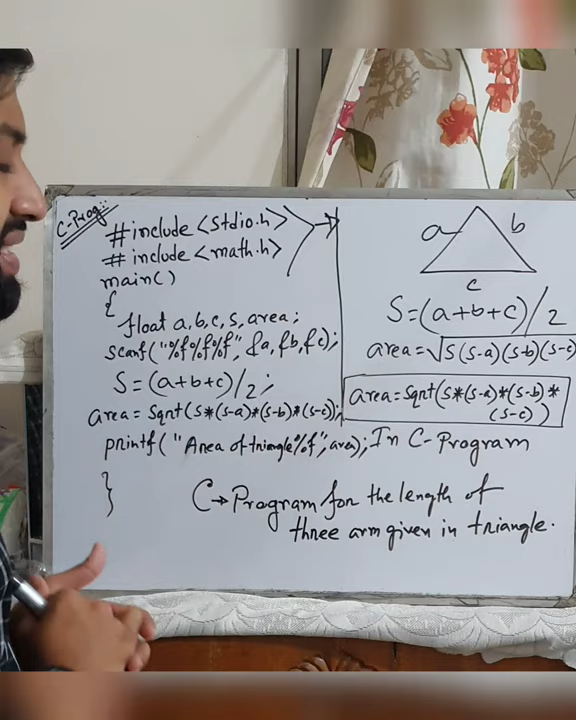 C-Prog:
#include <stdio.h>
#include <math.h>
main()
{
float a,b,c,s,area;
scanf("%f%f%f", &a,&b,&c);
S=(a+b+c)/2;
area=sqrt(s*(s-a)*(s-b)*(s-c));
printf("Area of triangle%f",area);
}
a b
c
S=(a+b+c)/2
area=√s(s-a)(s-b)(s-c)
area=sqrt(s*(s-a)*(s-b)*
(s-c))
In C-Program
C→Program for the length of
three arm given in triangle.